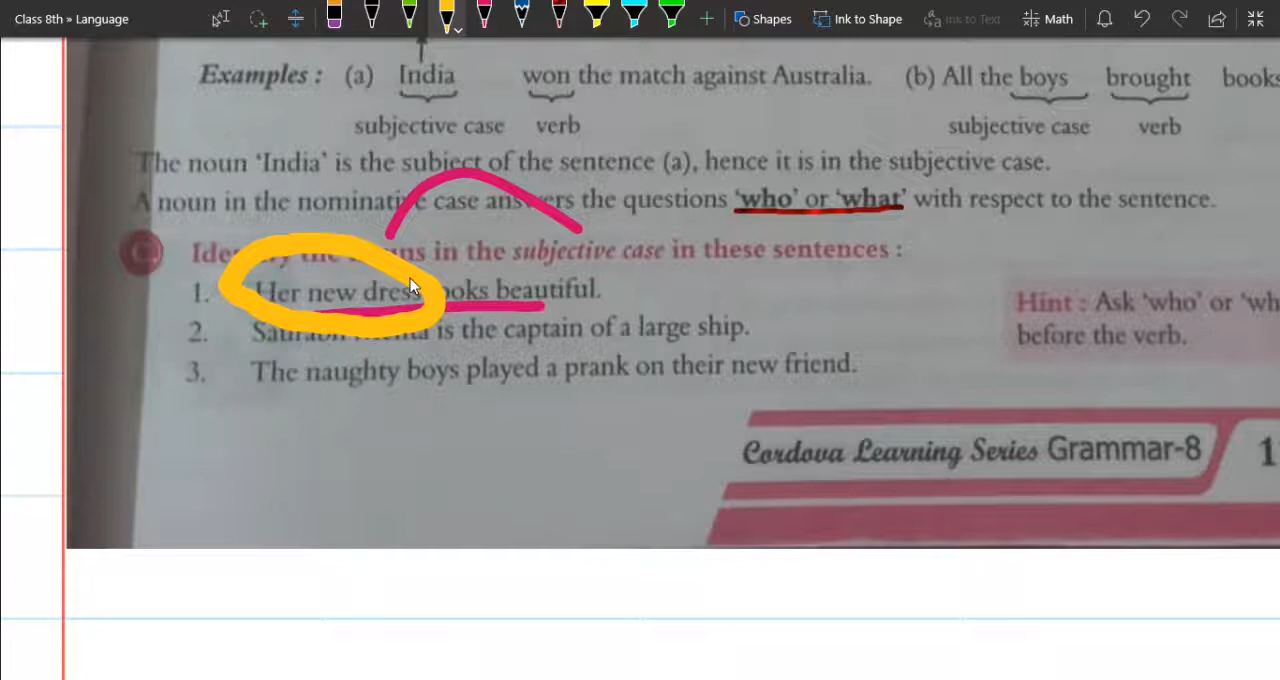 Class 8th » Language
Shapes
Ink to Shape
Ink to Text
Math
Examples : (a) India won the match against Australia. (b) All the boys brought books
subjective case verb subjective case verb
The noun ‘India’ is the subject of the sentence (a), hence it is in the subjective case.
A noun in the nominative case answers the questions ‘who’ or ‘what’ with respect to the sentence.
in the subjective case in these sentences :
1. Her new dress looks beautiful.
2. is the captain of a large ship.
3. The naughty boys played a prank on their new friend.
Hint : Ask ‘who’ or ‘wh
before the verb.
Cordova Learning Series Grammar-8 1